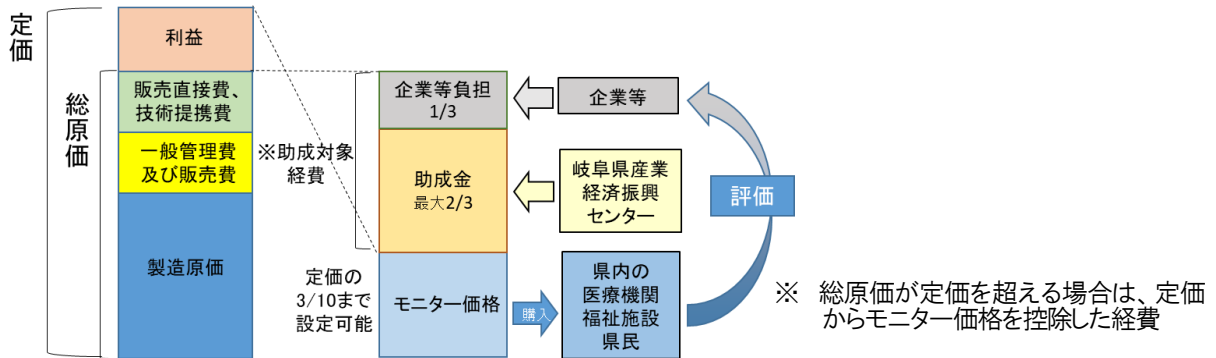 定価
総原価
利益
販売直接費、
技術提携費
一般管理費
及び販売費
製造原価
※助成対象
経費
定価の
3/10まで
設定可能
企業等負担
1/3
助成金
最大2/3
モニター価格
企業等
岐阜県産業
経済振興
センター
購入
県内の
医療機関
福祉施設
県民
評価
※　総原価が定価を超える場合は、定価
からモニター価格を控除した経費